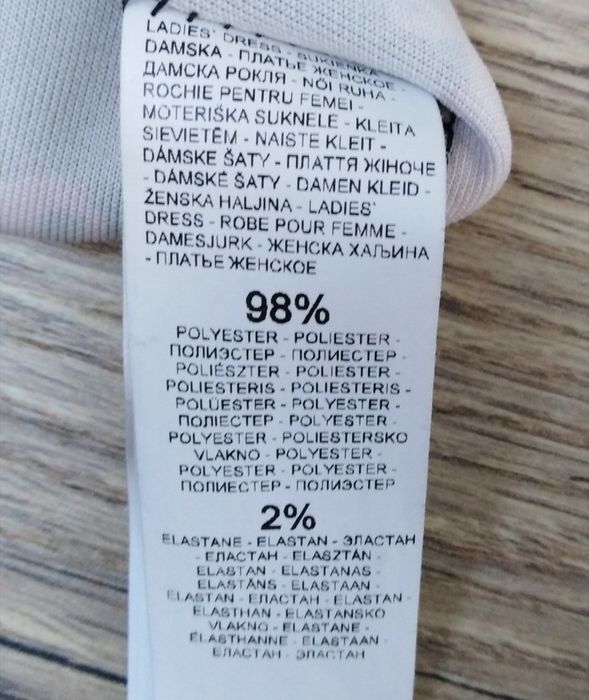 LADIES' DRESS - SUKIENKA
DAMSKA - ПЛАТЬЕ ЖЕНСКОЕ -
ДАМСКА РОКЛЯ - NŐI RUHA -
ROCHIE PENTRU FEMEI -
MOTERIŠKA SUKNELE - KLEITA
SIEVIETĒM - NAISTE KLEIT -
DÁMSKE ŠATY - ПЛАТТЯ ЖІНОЧЕ
- DÁMSKÉ ŠATY - DAMEN KLEID -
ŽENSKA HALJINA - LADIES'
DRESS - ROBE POUR FEMME -
DAMESJURK - ЖЕНСКА ХАЉИНА
- ПЛАТЬЕ ЖЕНСКОЕ
98%
POLYESTER - POLIESTER -
ПОЛИЭСТЕР - ПОЛИЕСТЕР -
POLIÉSZTER - POLIESTER -
POLIESTERIS - POLIESTERIS -
POLÜESTER - POLYESTER -
ПОЛІЕСТЕР - POLYESTER -
POLYESTER - POLIESTERSKO
VLAKNO - POLYESTER -
POLYESTER - POLYESTER -
ПОЛИЕСТЕР - ПОЛИЭСТЕР
2%
ELASTANE - ELASTAN - ЭЛАСТАН
- ЕЛАСТАН - ELASZTÁN -
ELASTAN - ELASTANAS -
ELASTĀNS - ELASTAAN -
ELASTAN - ЕЛАСТАН - ELASTAN -
ELASTHAN - ELASTANSKO
VLAKNO - ELASTANE -
ÉLASTHANNE - ELASTAAN -
ЕЛАСТАН - ЭЛАСТАН